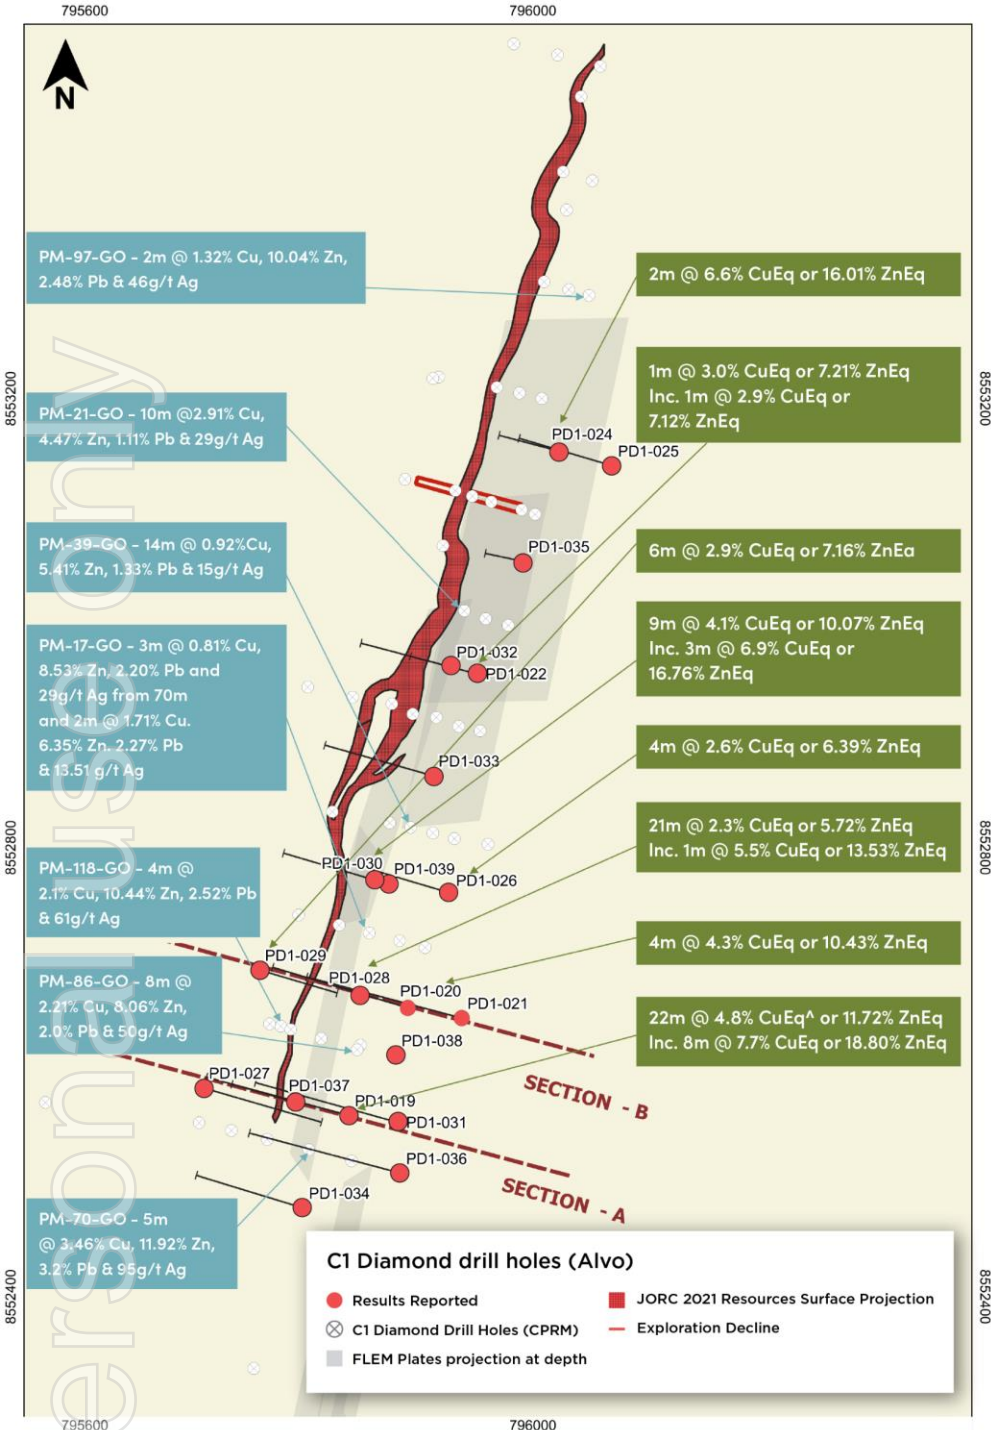 795600
796000
N
PM-97-GO - 2m @ 1.32% Cu, 10.04% Zn,
2.48% Pb & 46g/t Ag
2m @ 6.6% CuEq or 16.01% ZnEq
8553200
8553200
1m @ 3.0% CuEq or 7.21% ZnEq
Inc. 1m @ 2.9% CuEq or
7.12% ZnEq
PM-21-GO - 10m @2.91% Cu,
4.47% Zn, 1.11% Pb & 29g/t Ag
PD1-024
PD1-025
PM-39-GO - 14m @ 0.92%Cu,
5.41% Zn, 1.33% Pb & 15g/t Ag
PD1-035
6m @ 2.9% CuEq or 7.16% ZnEa
9m @ 4.1% CuEq or 10.07% ZnEq
Inc. 3m @ 6.9% CuEq or
16.76% ZnEq
PM-17-GO - 3m @ 0.81% Cu,
8.53% Zn, 2.20% Pb and
29g/t Ag from 70m
and 2m @ 1.71% Cu.
6.35% Zn. 2.27% Pb
& 13.51 g/t Ag
PD1-032
PD1-022
4m @ 2.6% CuEq or 6.39% ZnEq
PD1-033
8552800
8552800
21m @ 2.3% CuEq or 5.72% ZnEq
Inc. 1m @ 5.5% CuEq or 13.53% ZnEq
PM-118-GO - 4m @
2.1% Cu, 10.44% Zn, 2.52% Pb
& 61g/t Ag
PD1-030
PD1-039
PD1-026
4m @ 4.3% CuEq or 10.43% ZnEq
PD1-029
PD1-028
PD1-020
PD1-021
PM-86-GO - 8m @
2.21% Cu, 8.06% Zn,
2.0% Pb & 50g/t Ag
22m @ 4.8% CuEq^ or 11.72% ZnEq
Inc. 8m @ 7.7% CuEq or 18.80% ZnEq
PD1-038
PD1-027
PD1-037
PD1-019
PD1-031
SECTION - B
PD1-036
PD1-034
SECTION - A
PM-70-GO - 5m
@ 3.46% Cu, 11.92% Zn,
3.2% Pb & 95g/t Ag
8552400
8552400
C1 Diamond drill holes (Alvo)
Results Reported
JORC 2021 Resources Surface Projection
C1 Diamond Drill Holes (CPRM)
Exploration Decline
FLEM Plates projection at depth
795600
796000
ersonal use only